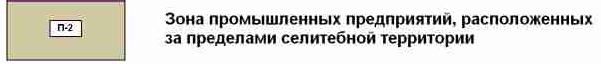 П-2
Зона промышленных предприятий, расположенных
за пределами селитебной территории